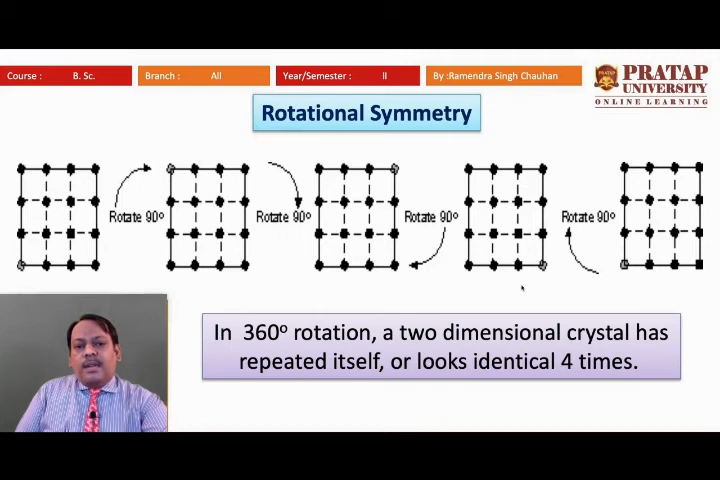 Course : B. Sc. Branch : All Year/Semester : II By :Ramendra Singh Chauhan
PRATAP
PRATAP
UNIVERSITY
ONLINE LEARNING
Rotational Symmetry
Rotate 90° Rotate 90° Rotate 90° Rotate 90°
In 360° rotation, a two dimensional crystal has
repeated itself, or looks identical 4 times.